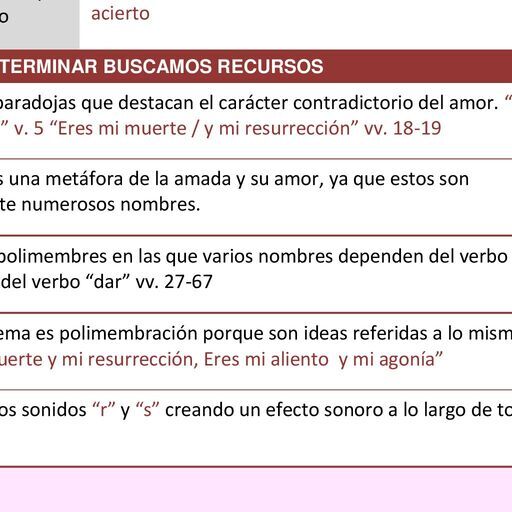 acierto
o
TERMINAR BUSCAMOS RECURSOS
paradojas que destacan el carácter contradictorio del amor. “
” v. 5 “Eres mi muerte / y mi resurrección” vv. 18-19
s una metáfora de la amada y su amor, ya que estos son
te numerosos nombres.
polimembres en las que varios nombres dependen del verbo
del verbo “dar” vv. 27-67
ema es polimembración porque son ideas referidas a lo mism
uerte y mi resurrección, Eres mi aliento y mi agonía”
os sonidos “r” y “s” creando un efecto sonoro a lo largo de to